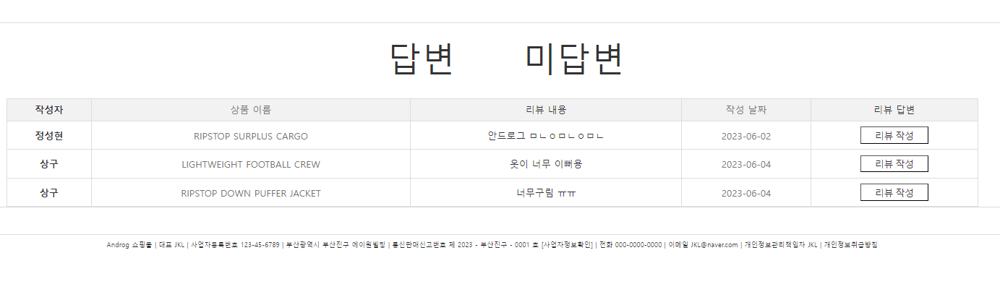 답변 미답변
작성자 상품 이름 리뷰 내용 작성 날짜 리뷰 답변
정성현 RIPSTOP SURPLUS CARGO 안드로그 ㅁㄴㅇㅁㄴㅇㅁㄴ 2023-06-02 리뷰 작성
상구 LIGHTWEIGHT FOOTBALL CREW 옷이 너무 이뻐용 2023-06-04 리뷰 작성
상구 RIPSTOP DOWN PUFFER JACKET 너무구림 ㅠㅠ 2023-06-04 리뷰 작성
Androg 쇼핑몰 | 대표 JKL | 사업자등록번호 123-45-6789 | 부산광역시 부산진구 에이원빌딩 | 통신판매신고번호 제 2023 - 부산진구 - 0001 호 [사업자정보확인] | 전화 000-0000-0000 | 이메일 JKL@naver.com | 개인정보관리책임자 JKL | 개인정보취급방침